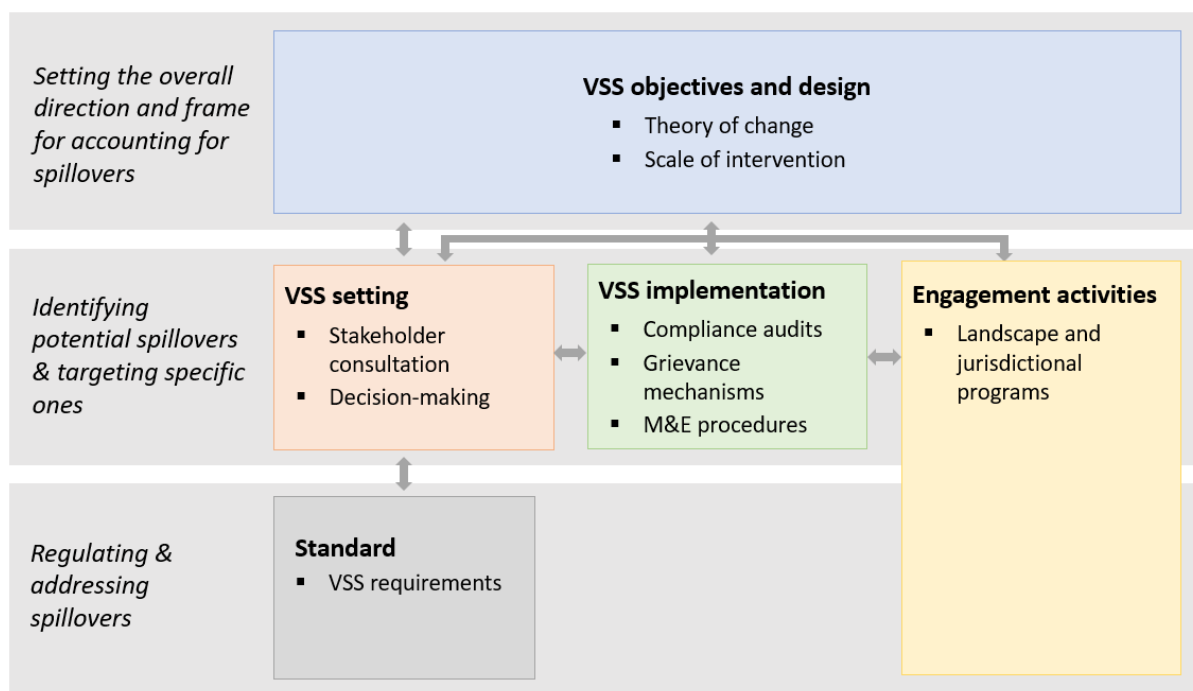 Setting the overall
direction and frame
for accounting for
spillovers
VSS objectives and design
▪ Theory of change
▪ Scale of intervention
Identifying
potential spillovers
& targeting specific
ones
VSS setting
▪ Stakeholder
consultation
▪ Decision-making
VSS implementation
▪ Compliance audits
▪ Grievance
mechanisms
▪ M&E procedures
Engagement activities
▪ Landscape and
jurisdictional
programs
Regulating &
addressing
spillovers
Standard
▪ VSS requirements